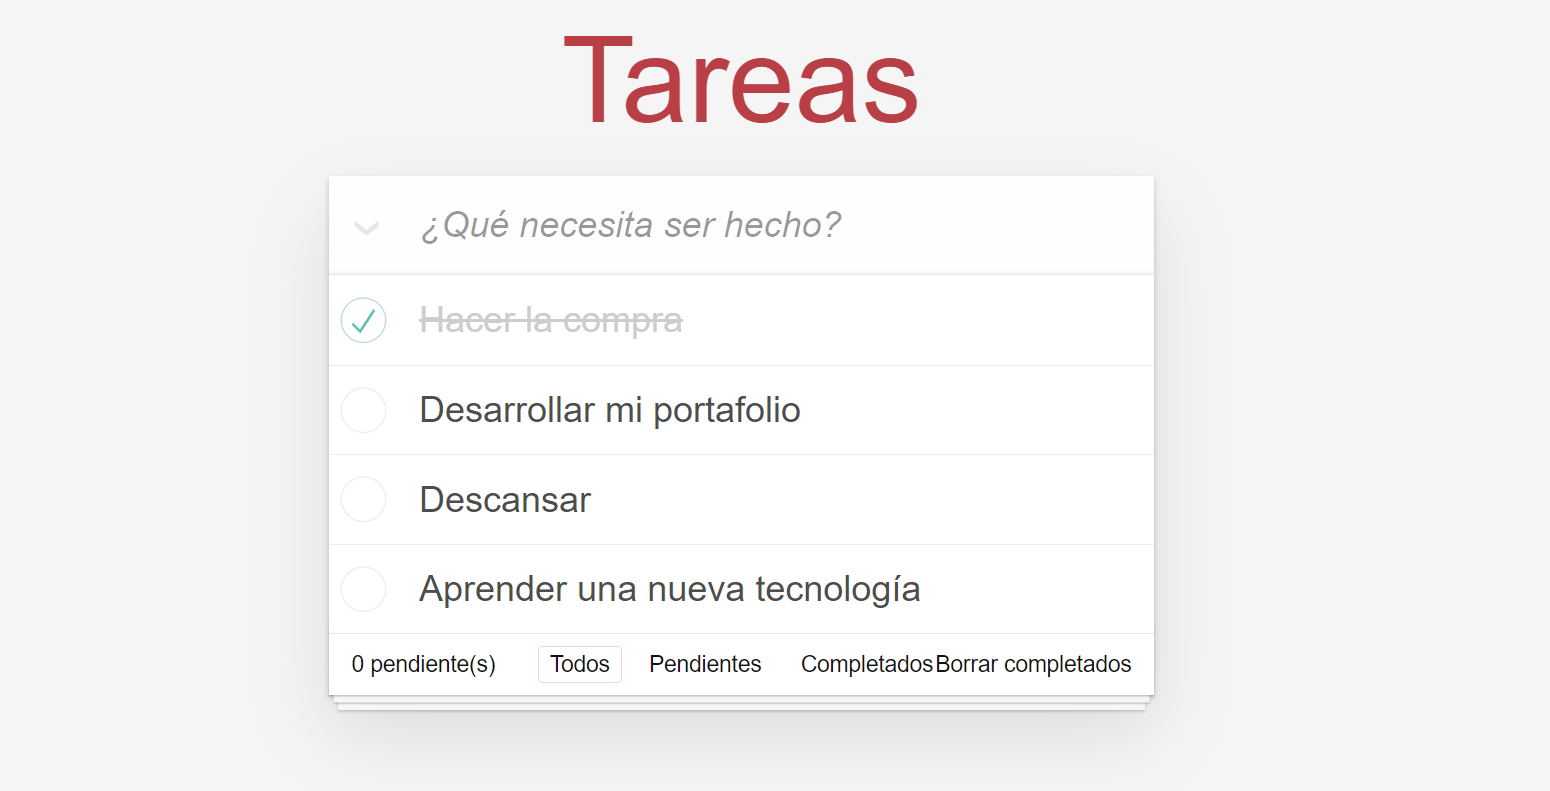 Tareas
¿Qué necesita ser hecho?
Hacer la compra
Desarrollar mi portafolio
Descansar
Aprender una nueva tecnología
0 pendiente(s) Todos Pendientes Completados Borrar completados